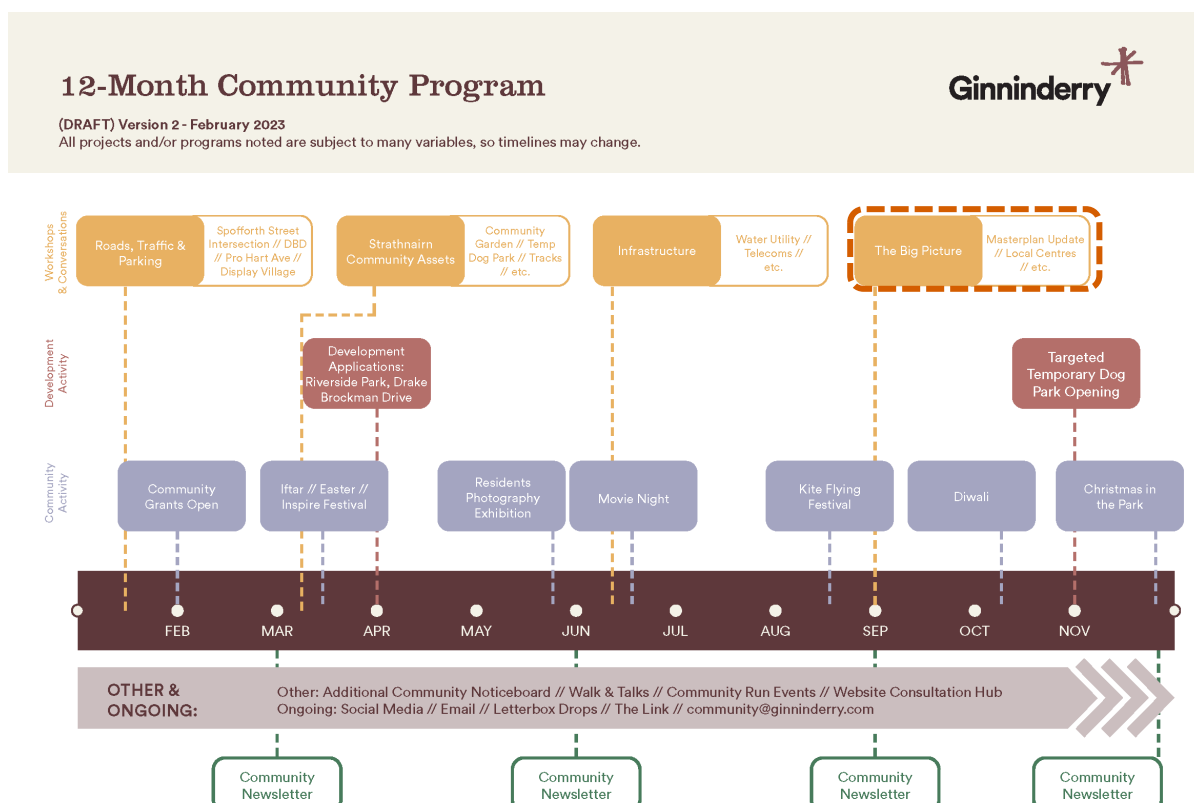 12-Month Community Program
Ginninderry
(DRAFT) Version 2 - February 2023
All projects and/or programs noted are subject to many variables, so timelines may change.
Workshops
& Conversations
Roads, Traffic &
Parking
Spofforth Street
Intersection // DBD
// Pro Hart Ave //
Display Village
Strathnairn
Community Assets
Community
Garden // Temp
Dog Park // Tracks
// etc.
Infrastructure
Water Utility //
Telecoms //
etc.
The Big Picture
Masterplan Update
// Local Centres
// etc.
Development
Activity
Development
Applications:
Riverside Park, Drake
Brockman Drive
Targeted
Temporary Dog
Park Opening
Community
Activity
Community
Grants Open
Iftar // Easter //
Inspire Festival
Residents
Photography
Exhibition
Movie Night
Kite Flying
Festival
Diwali
Christmas in
the Park
FEB MAR APR MAY JUN JUL AUG SEP OCT NOV
OTHER &
ONGOING:
Other: Additional Community Noticeboard // Walk & Talks // Community Run Events // Website Consultation Hub
Ongoing: Social Media // Email // Letterbox Drops // The Link // community@ginninderry.com
Community
Newsletter
Community
Newsletter
Community
Newsletter
Community
Newsletter